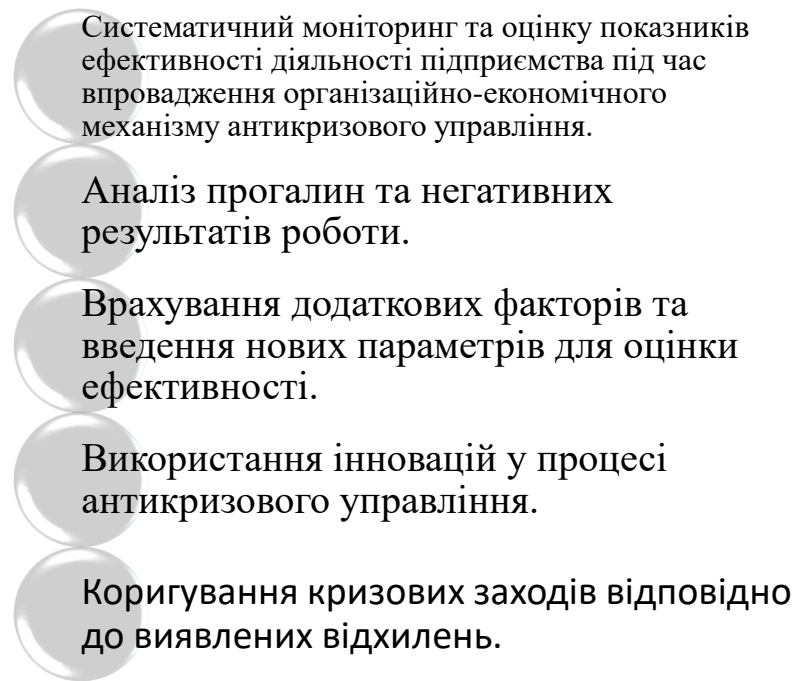 Систематичний моніторинг та оцінку показників
ефективності діяльності підприємства під час
впровадження організаційно-економічного
механізму антикризового управління.
Аналіз прогалин та негативних
результатів роботи.
Врахування додаткових факторів та
введення нових параметрів для оцінки
ефективності.
Використання інновацій у процесі
антикризового управління.
Коригування кризових заходів відповідно
до виявлених відхилень.